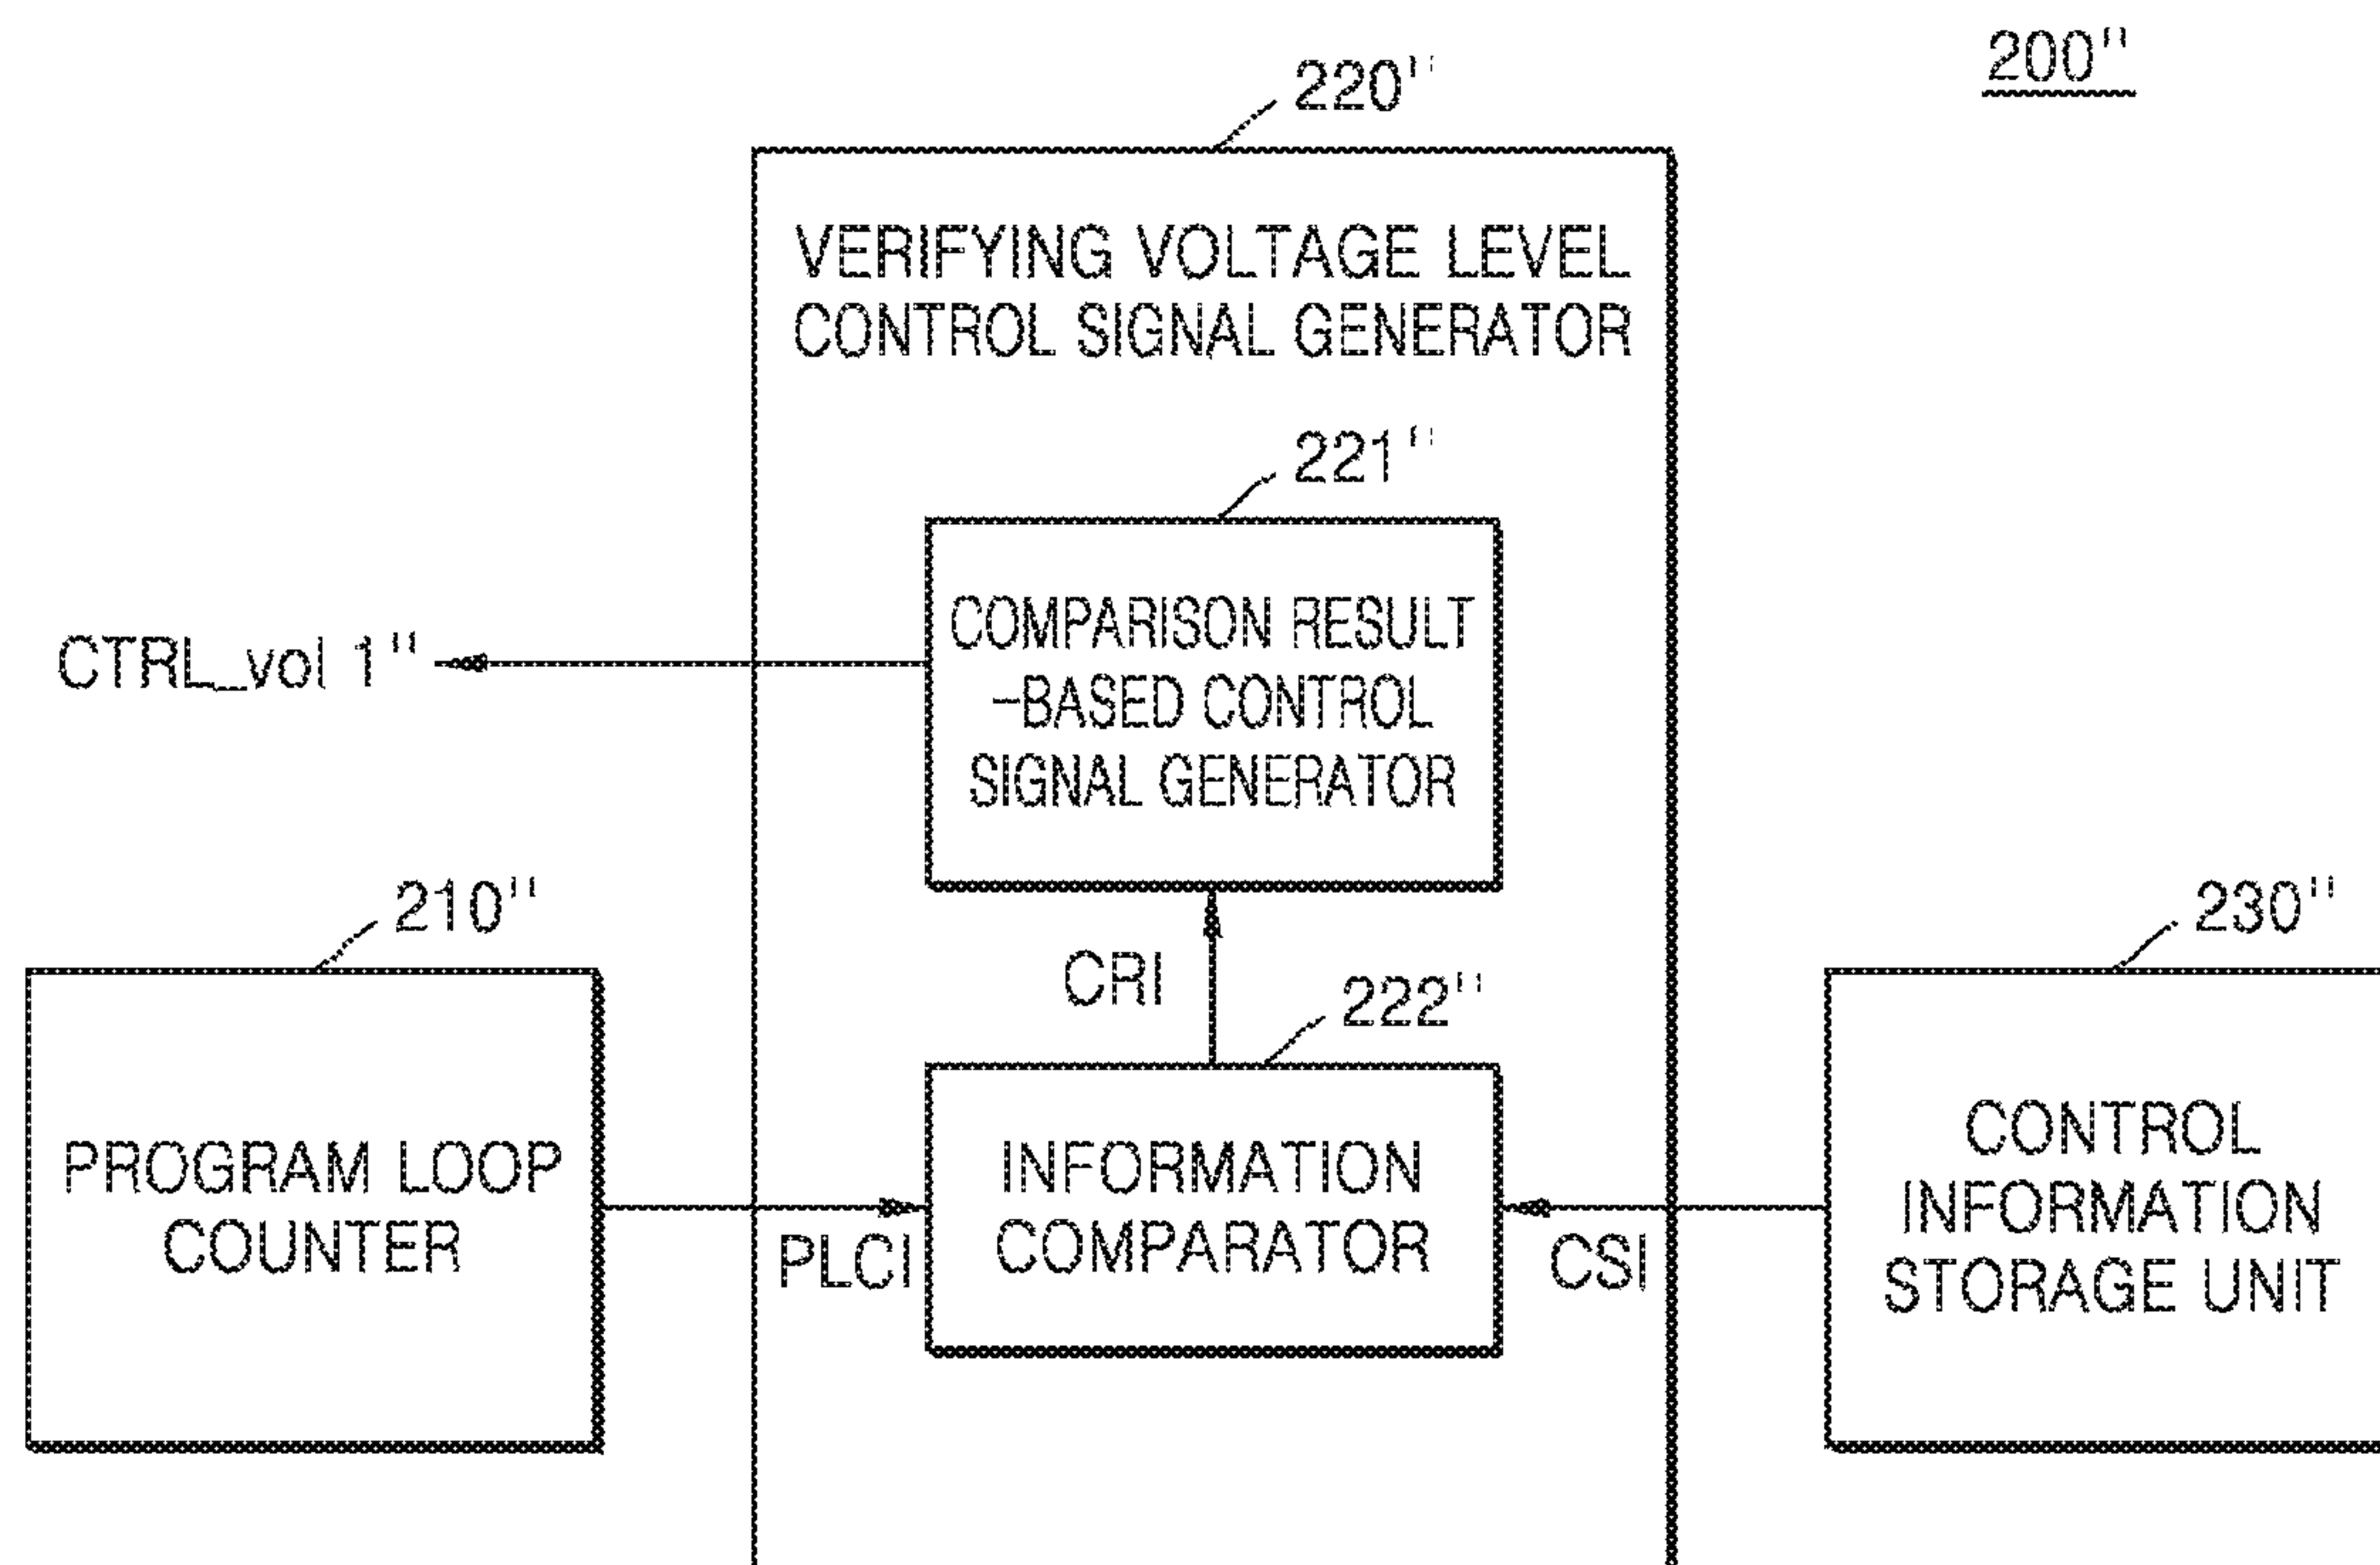 200"
220"
VERIFYING VOLTAGE LEVEL
CONTROL SIGNAL GENERATOR
221"
COMPARISON RESULT
-BASED CONTROL
SIGNAL GENERATOR
CTRL_vol 1"
210"
CRI
222"
230"
PROGRAM LOOP
COUNTER
PLCI
INFORMATION
COMPARATOR
CSI
CONTROL
INFORMATION
STORAGE UNIT